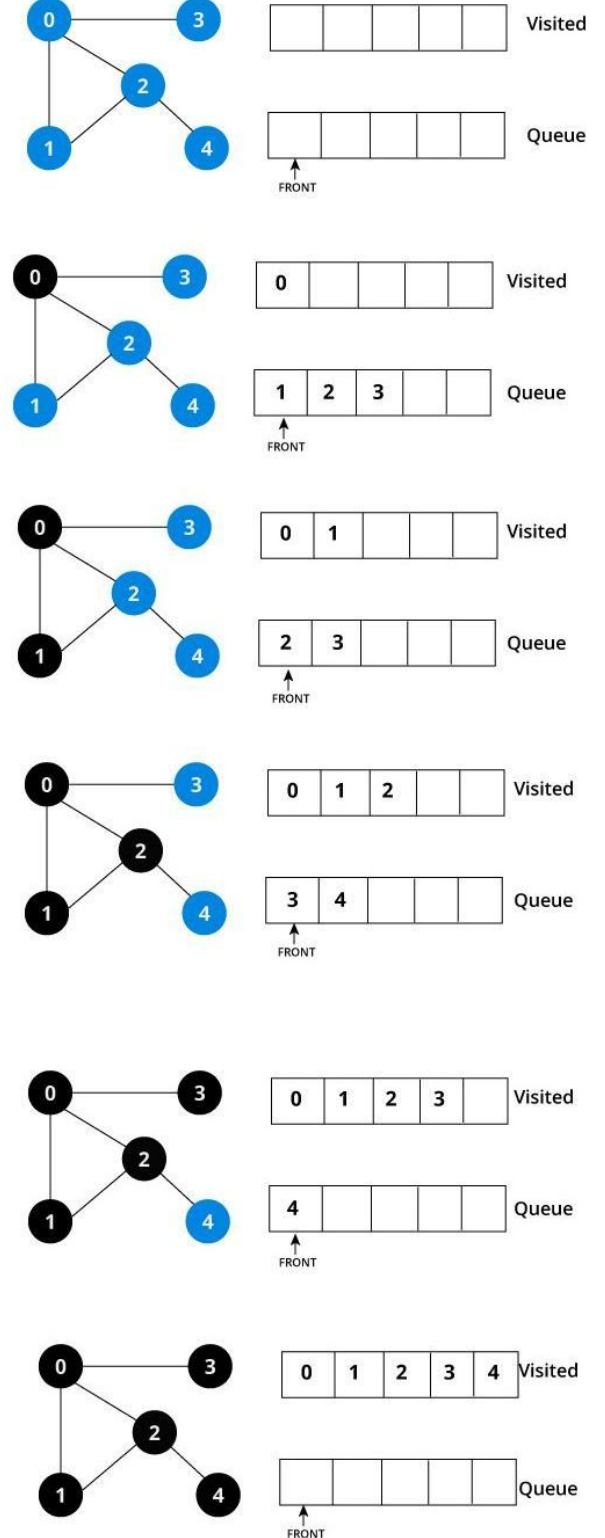 0 3 Visited
2
1 4 Queue
FRONT
0 3 0 Visited
2
1 4 1 2 3 Queue
FRONT
0 3 0 1 Visited
2
1 4 2 3 Queue
FRONT
0 3 0 1 2 Visited
2
1 4 3 4 Queue
FRONT
0 3 0 1 2 3 Visited
2
1 4 4 Queue
FRONT
0 3 0 1 2 3 4 Visited
2
1 4 Queue
FRONT